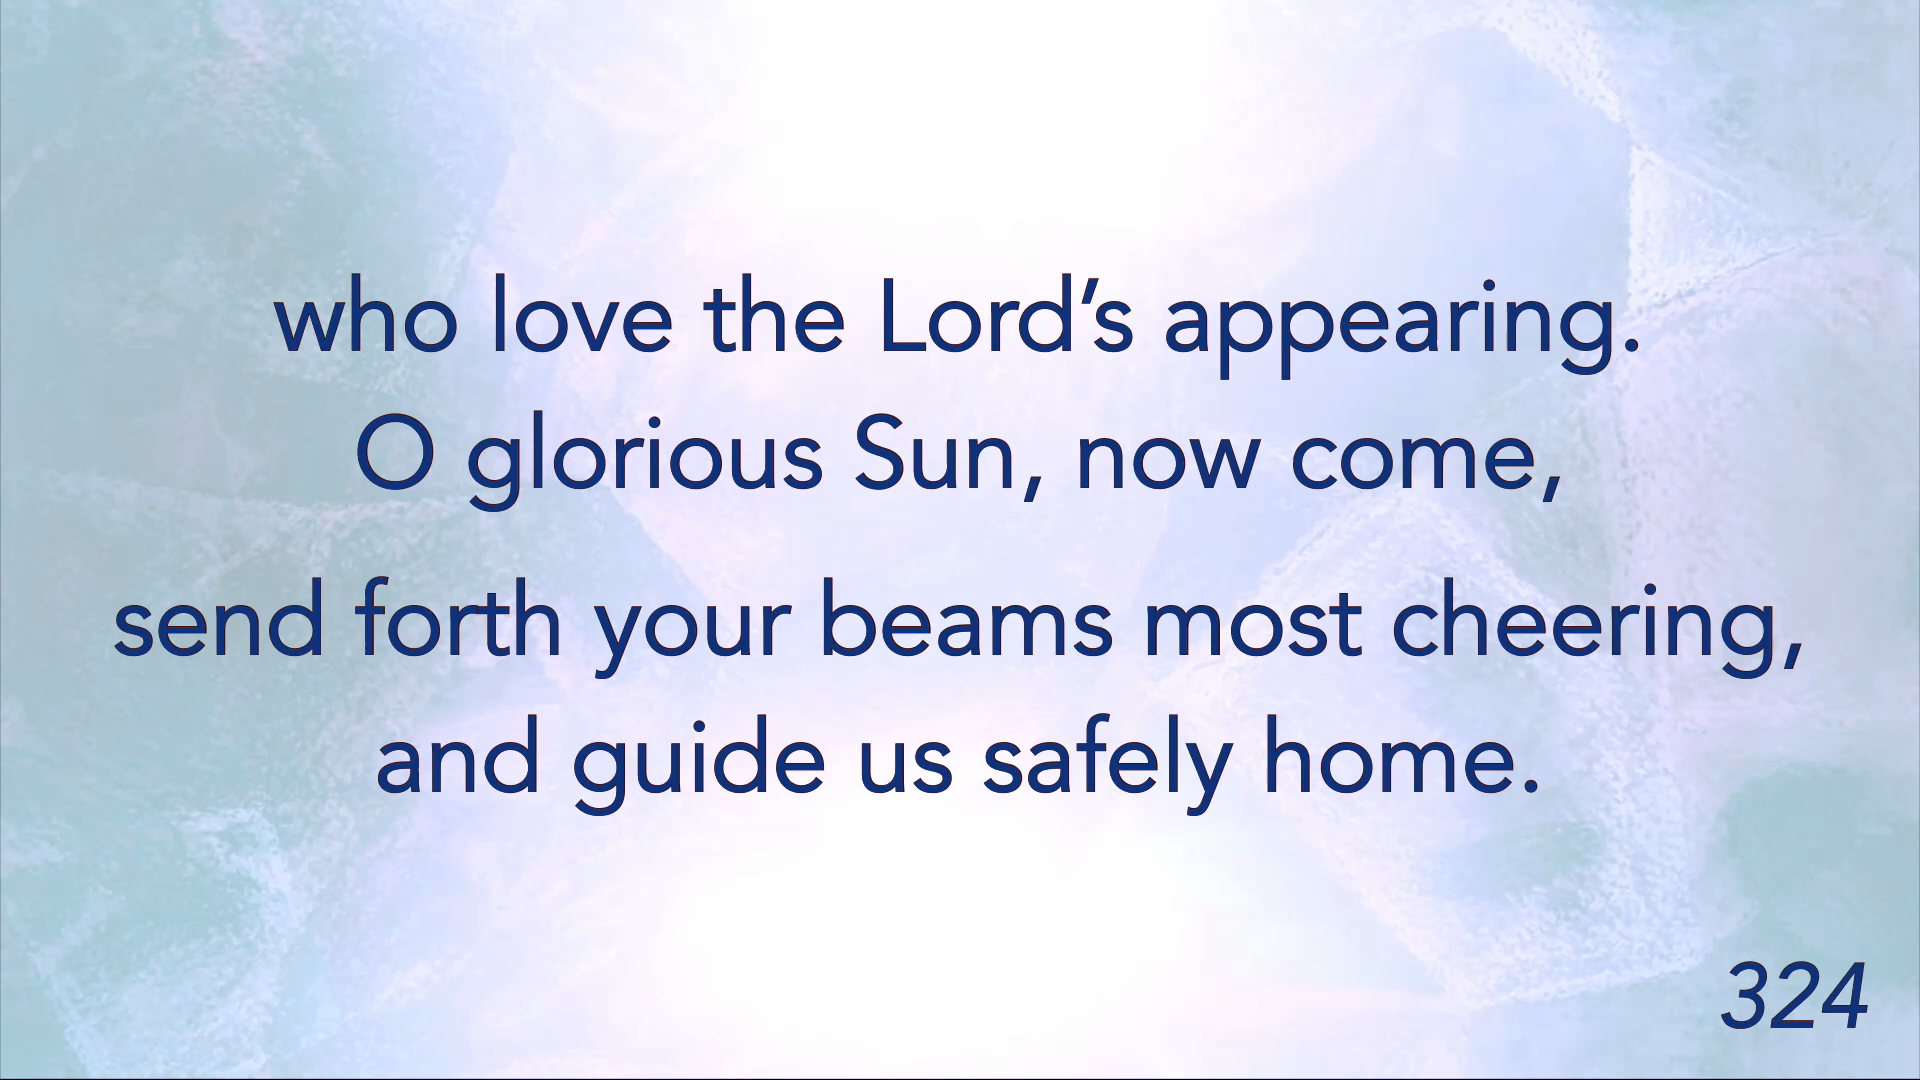 who love the Lord’s appearing.
O glorious Sun, now come,
send forth your beams most cheering,
and guide us safely home.
324